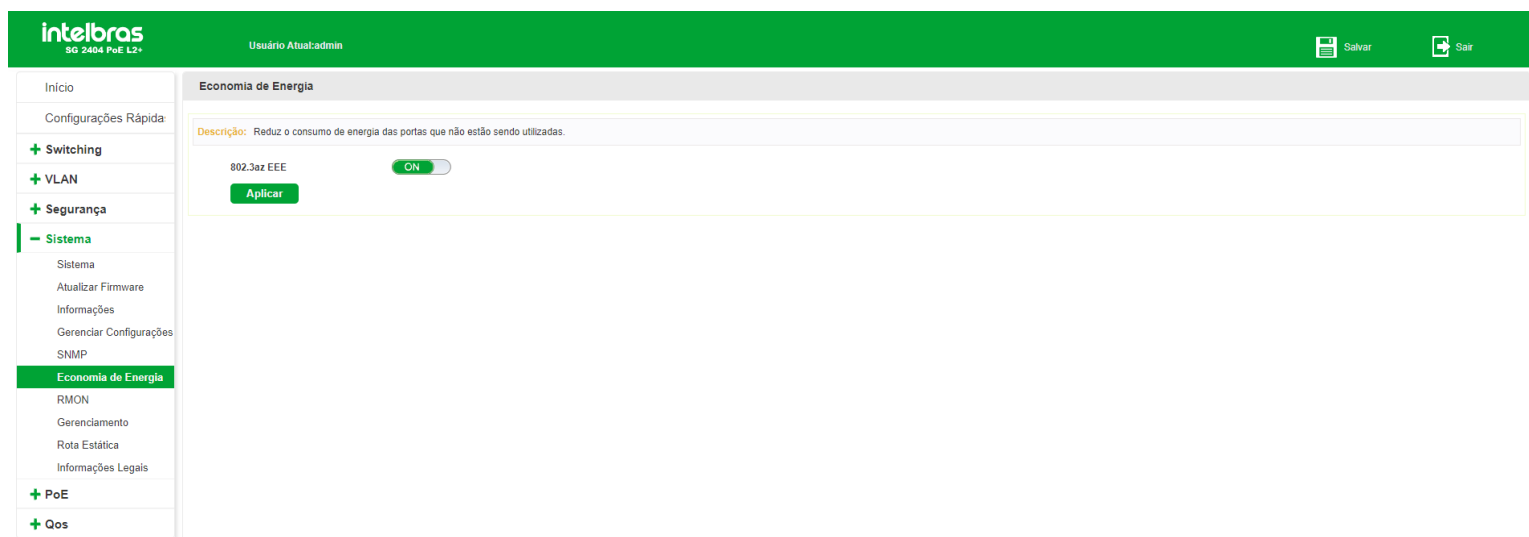 intelbras
SG 2404 PoE L2+
Usuário Atual:admin
Salvar
Sair
Início
Configurações Rápida
Switching
VLAN
Segurança
Sistema
Sistema
Atualizar Firmware
Informações
Gerenciar Configurações
SNMP
Economia de Energia
RMON
Gerenciamento
Rota Estática
Informações Legais
PoE
Qos
Economia de Energia
Descrição: Reduz o consumo de energia das portas que não estão sendo utilizadas.
802.3az EEE ON
Aplicar